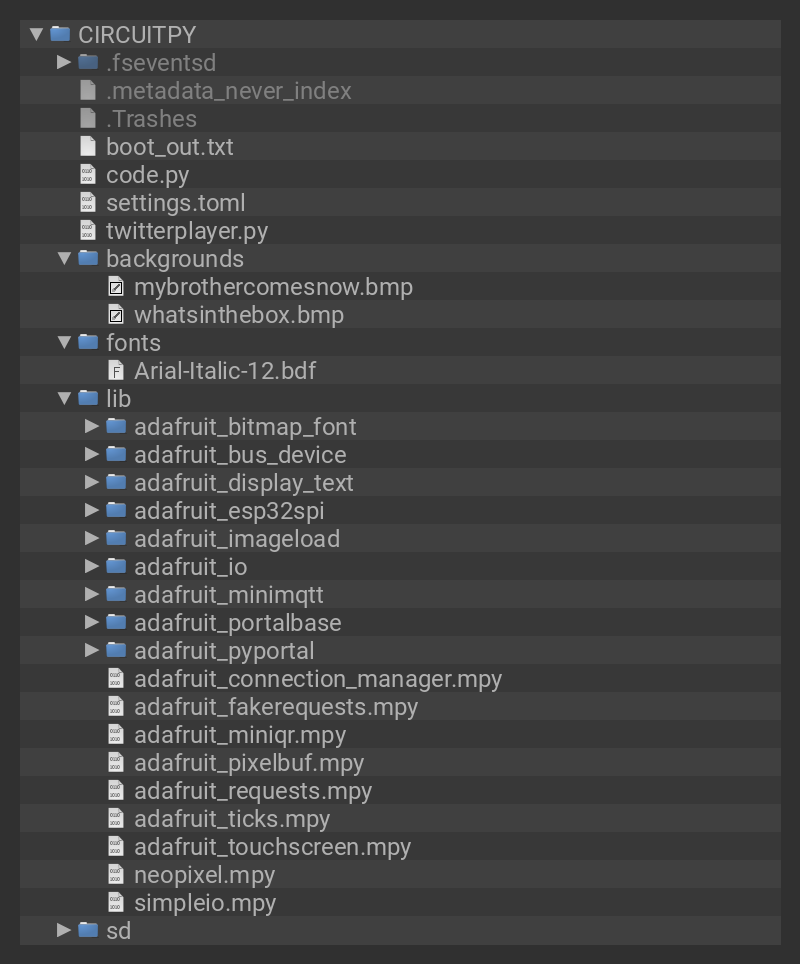 CIRCUITPY
.fseventsd
.metadata_never_index
.Trashes
boot_out.txt
code.py
settings.toml
twitterplayer.py
backgrounds
mybrothercomesnow.bmp
whatsinthebox.bmp
fonts
Arial-Italic-12.bdf
lib
adafruit_bitmap_font
adafruit_bus_device
adafruit_display_text
adafruit_esp32spi
adafruit_imageload
adafruit_io
adafruit_minimqtt
adafruit_portalbase
adafruit_pyportal
adafruit_connection_manager.mpy
adafruit_fakerequests.mpy
adafruit_miniqr.mpy
adafruit_pixelbuf.mpy
adafruit_requests.mpy
adafruit_ticks.mpy
adafruit_touchscreen.mpy
neopixel.mpy
simpleio.mpy
sd